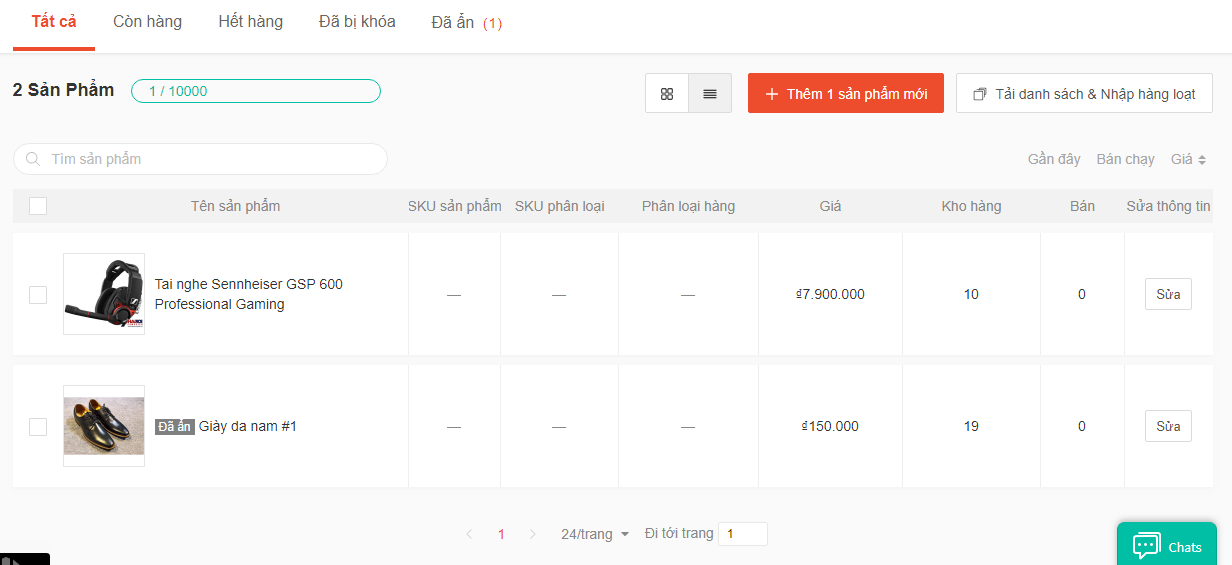 Tất cả Còn hàng Hết hàng Đã bị khóa Đã ẩn (1)
2 Sản Phẩm 1 / 10000 Thêm 1 sản phẩm mới Tải danh sách & Nhập hàng loạt
Tìm sản phẩm Gần đây Bán chạy Giá
Tên sản phẩm SKU sản phẩm SKU phân loại Phân loại hàng Giá Kho hàng Bán Sửa thông tin
Tai nghe Sennheiser GSP 600
Professional Gaming — — — ₫7.900.000 10 0 Sửa
Đã ẩn Giày da nam #1 — — — ₫150.000 19 0 Sửa
1 24/trang Đi tới trang 1
Chats